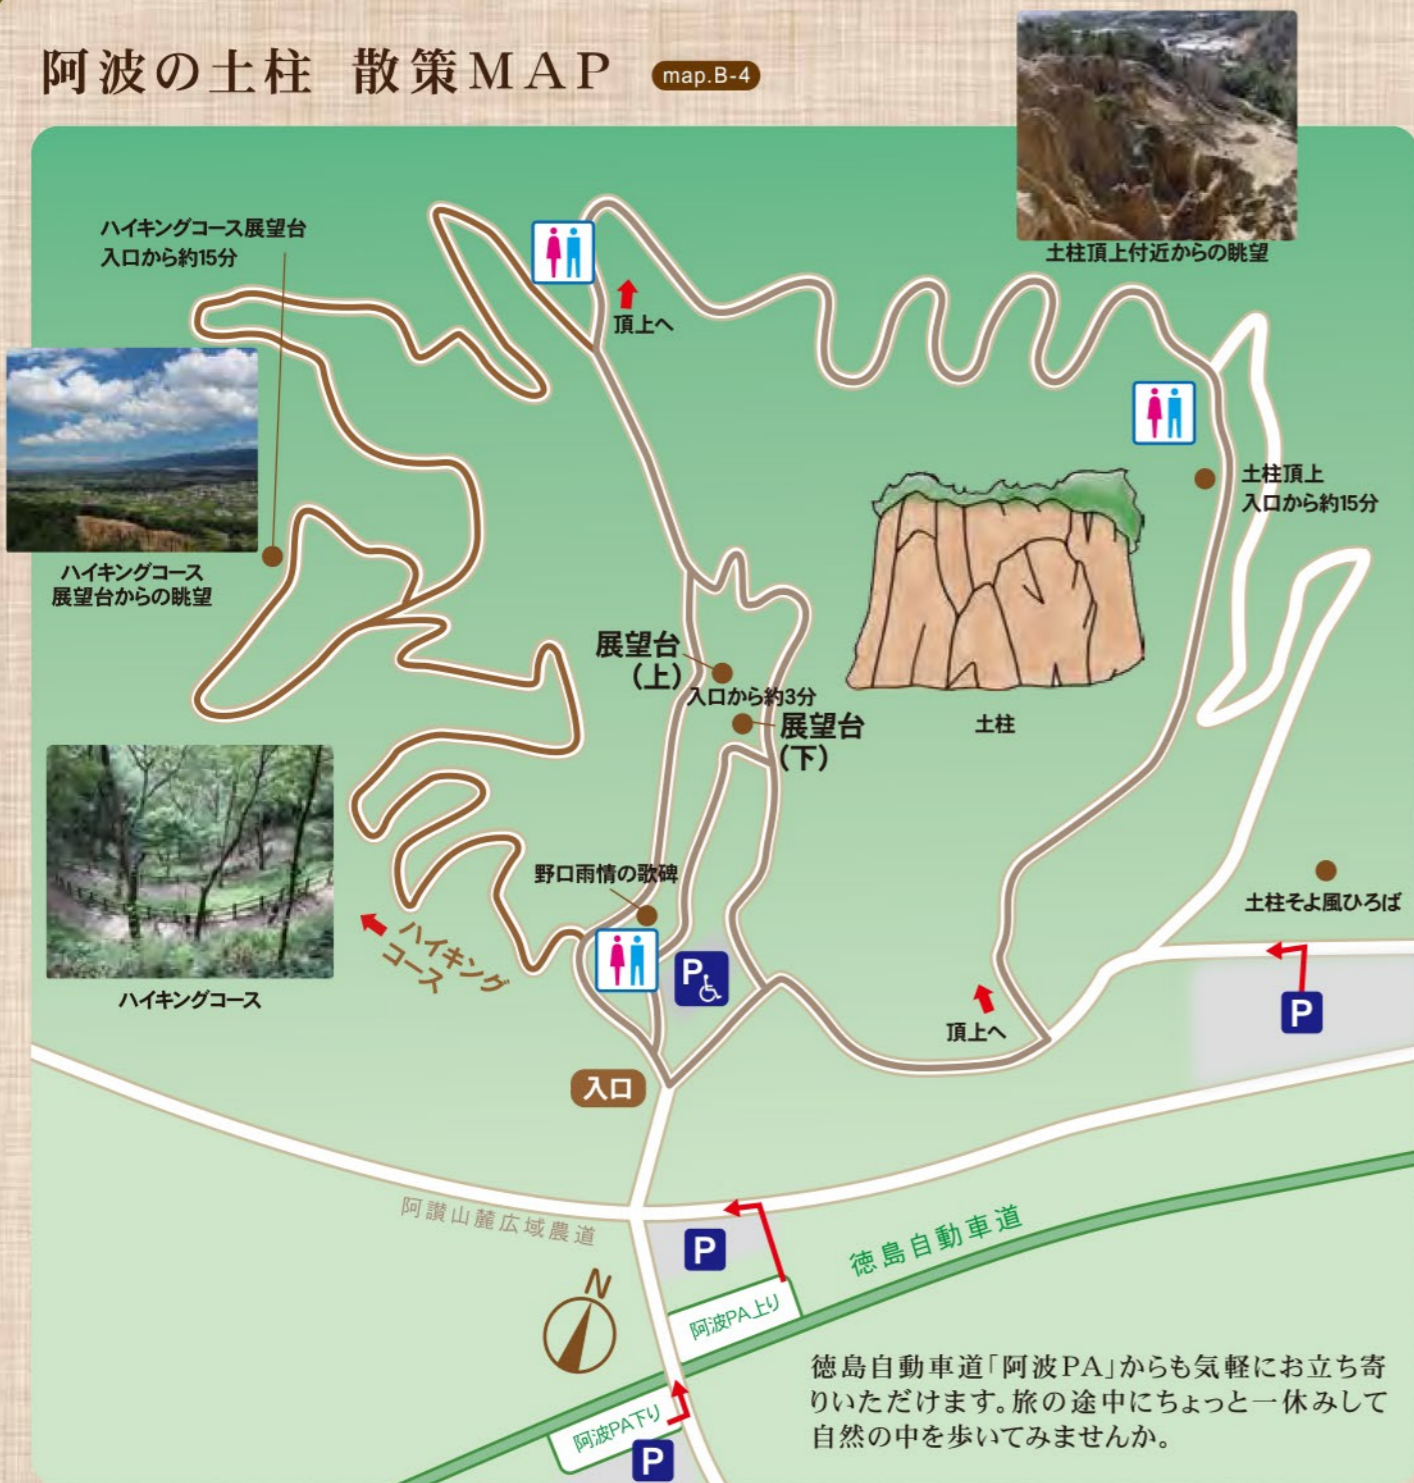 阿波の土柱 散策MAP
map.B-4
土柱頂上付近からの眺望
ハイキングコース展望台
入口から約15分
頂上へ
土柱頂上
入口から約15分
ハイキングコース
展望台からの眺望
展望台
(上)
入口から約3分
展望台
(下)
土柱
野口雨情の歌碑
土柱そよ風ひろば
ハイキング
コース
P
ハイキングコース
P
頂上へ
入口
阿讃山麓広域農道
P
徳島自動車道
N
阿波PA上り
徳島自動車道「阿波PA」からも気軽にお立ち寄
りいただけます。旅の途中にちょっと一休みして
自然の中を歩いてみませんか。
阿波PA下り
P